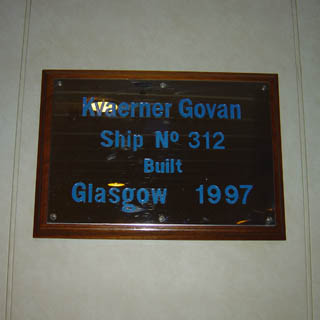 Kvaerner Govan
Ship Nº 312
Built
Glasgow 1997